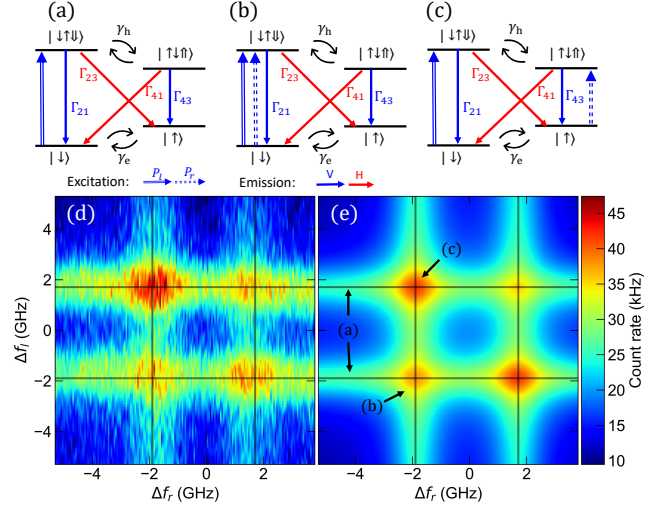 (a) (b) (c)
| ↓↑⇓⟩ γh | ↓↑⇓⟩ γh | ↓↑⇓⟩ γh
| ↑↓⇑⟩ | ↑↓⇑⟩ | ↑↓⇑⟩
Γ23 Γ23 Γ23
Γ21 Γ41 Γ43 Γ21 Γ41 Γ43 Γ21 Γ41 Γ43
| ↓⟩ γe | ↑⟩ | ↓⟩ γe | ↑⟩ | ↓⟩ γe | ↑⟩
Excitation: Pl Pr Emission: V H
(d) (e)
(c)
(a)
(b)
4
2
0
−2
−4
Δfl (GHz)
−4 −2 0 2
Δfr (GHz)
−4 −2 0 2
Δfr (GHz)
45
40
35
30
25
20
15
10
Count rate (kHz)